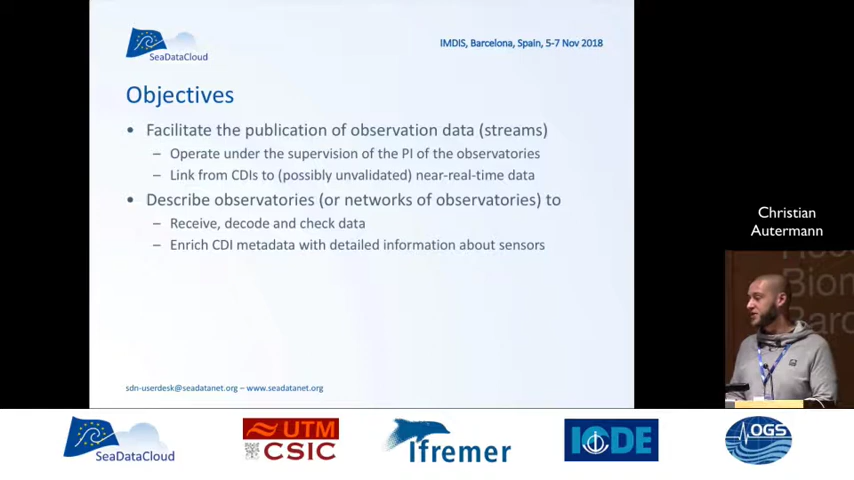 SeaDataCloud
IMDIS, Barcelona, Spain, 5-7 Nov 2018
Objectives
• Facilitate the publication of observation data (streams)
– Operate under the supervision of the PI of the observatories
– Link from CDIs to (possibly unvalidated) near-real-time data
• Describe observatories (or networks of observatories) to
– Receive, decode and check data
– Enrich CDI metadata with detailed information about sensors
sdn-userdesk@seadatanet.org – www.seadatanet.org
Christian
Autermann
Biom
Barc
SeaDataCloud
UTM
CSIC
Ifremer
IODE
OGS